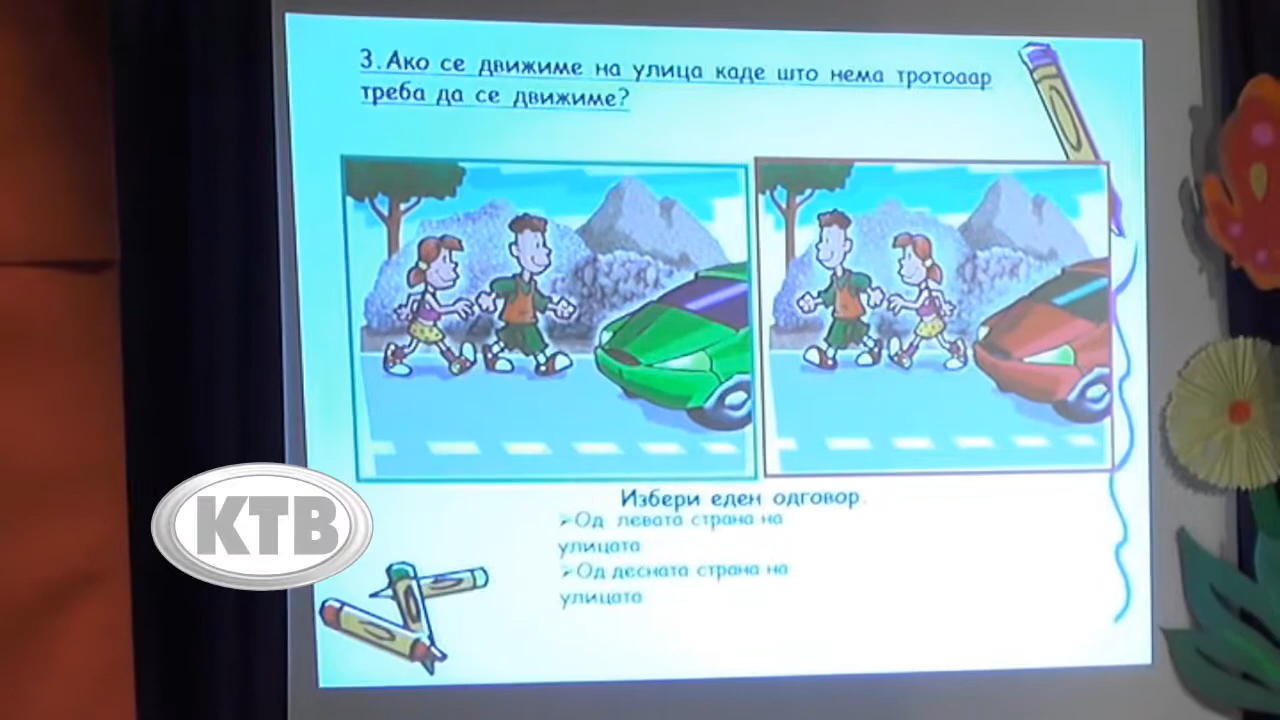 3. Ако се движиме на улица каде што нема тротоаар
треба да се движиме?
Избери еден одговор.
➢Од левата страна на
улицата
➢Од десната страна на
улицата
КТВ